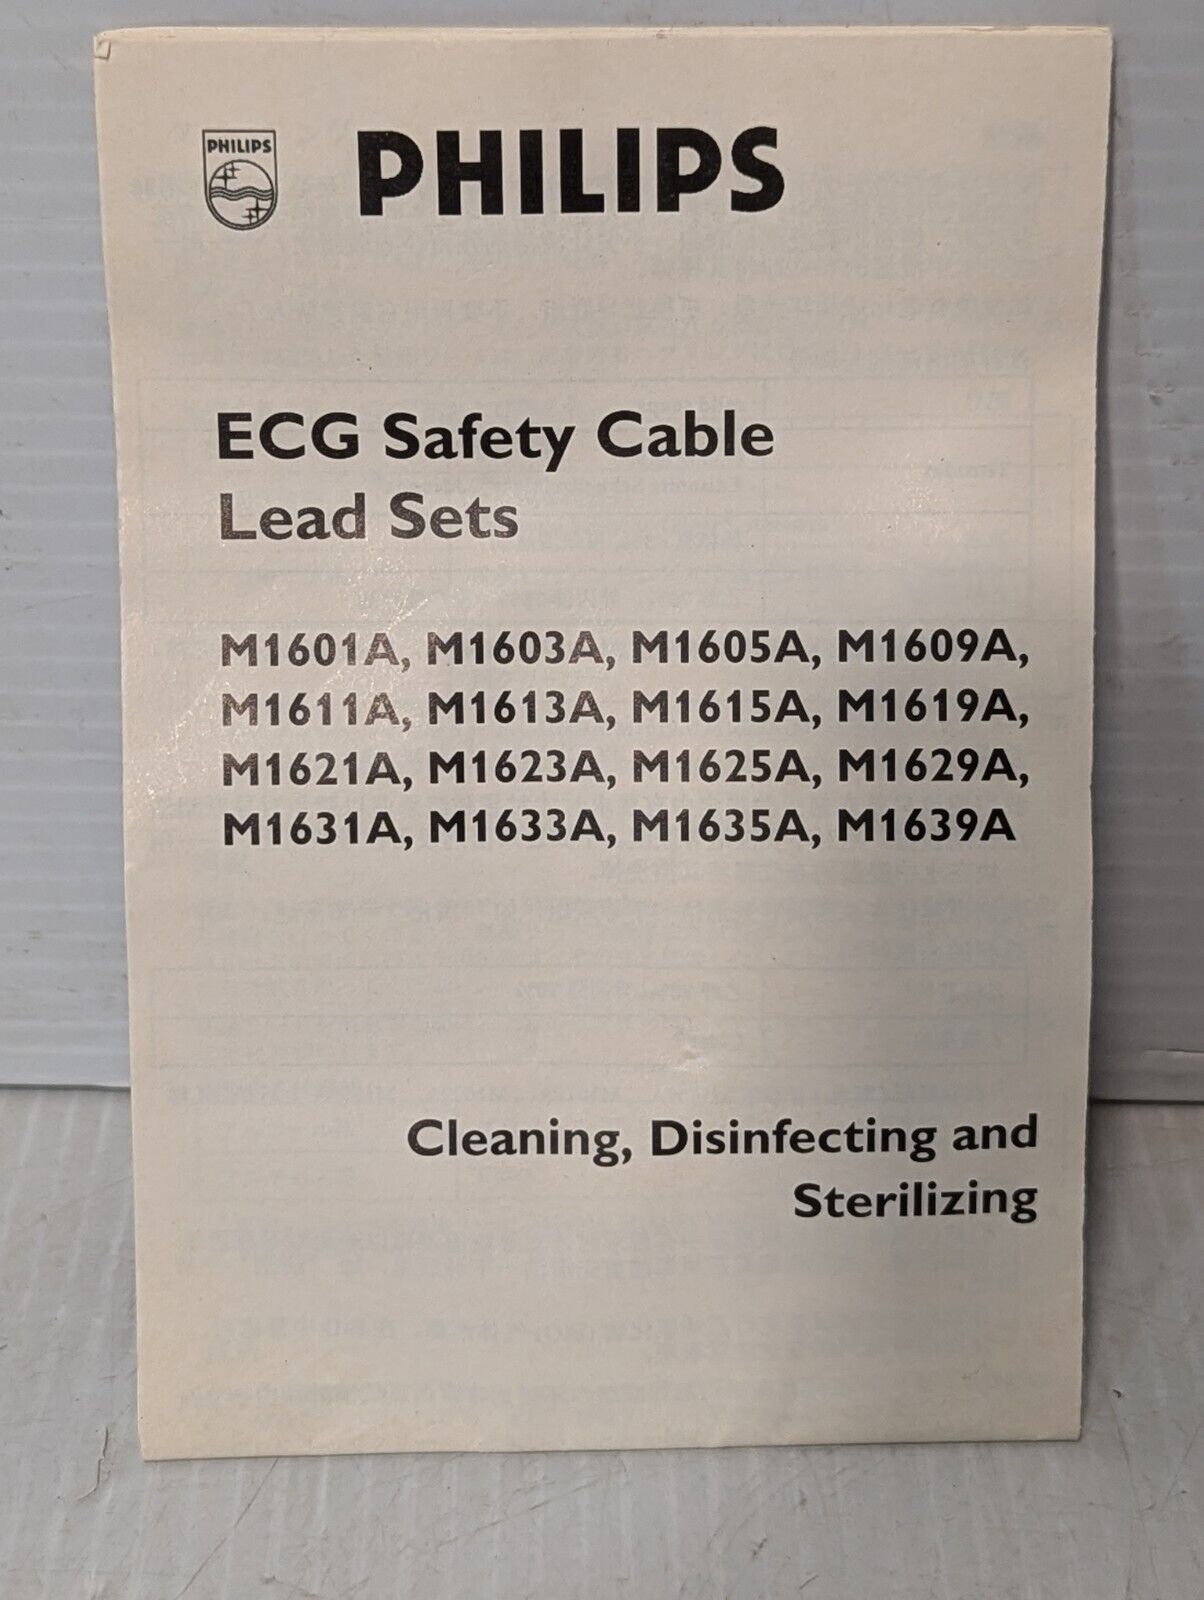 PHILIPS
PHILIPS
ECG Safety Cable
Lead Sets
M1601A, M1603A, M1605A, M1609A,
M1611A, M1613A, M1615A, M1619A,
M1621A, M1623A, M1625A, M1629A,
M1631A, M1633A, M1635A, M1639A
Cleaning, Disinfecting and
Sterilizing